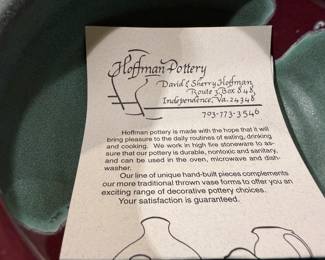 Hoffman Pottery
David & Sherry Hoffman
Route 3, Box 848
Independence, Va. 24348
703-773-3546
Hoffman pottery is made with the hope that it will
bring pleasure to the daily routines of eating, drinking
and cooking. We work in high fire stoneware to as-
sure that our pottery is durable, nontoxic and sanitary,
and can be used in the oven, microwave and dish-
washer.
Our line of unique hand-built pieces complements
our more traditional thrown vase forms to offer you an
exciting range of decorative pottery choices.
Your satisfaction is guaranteed.